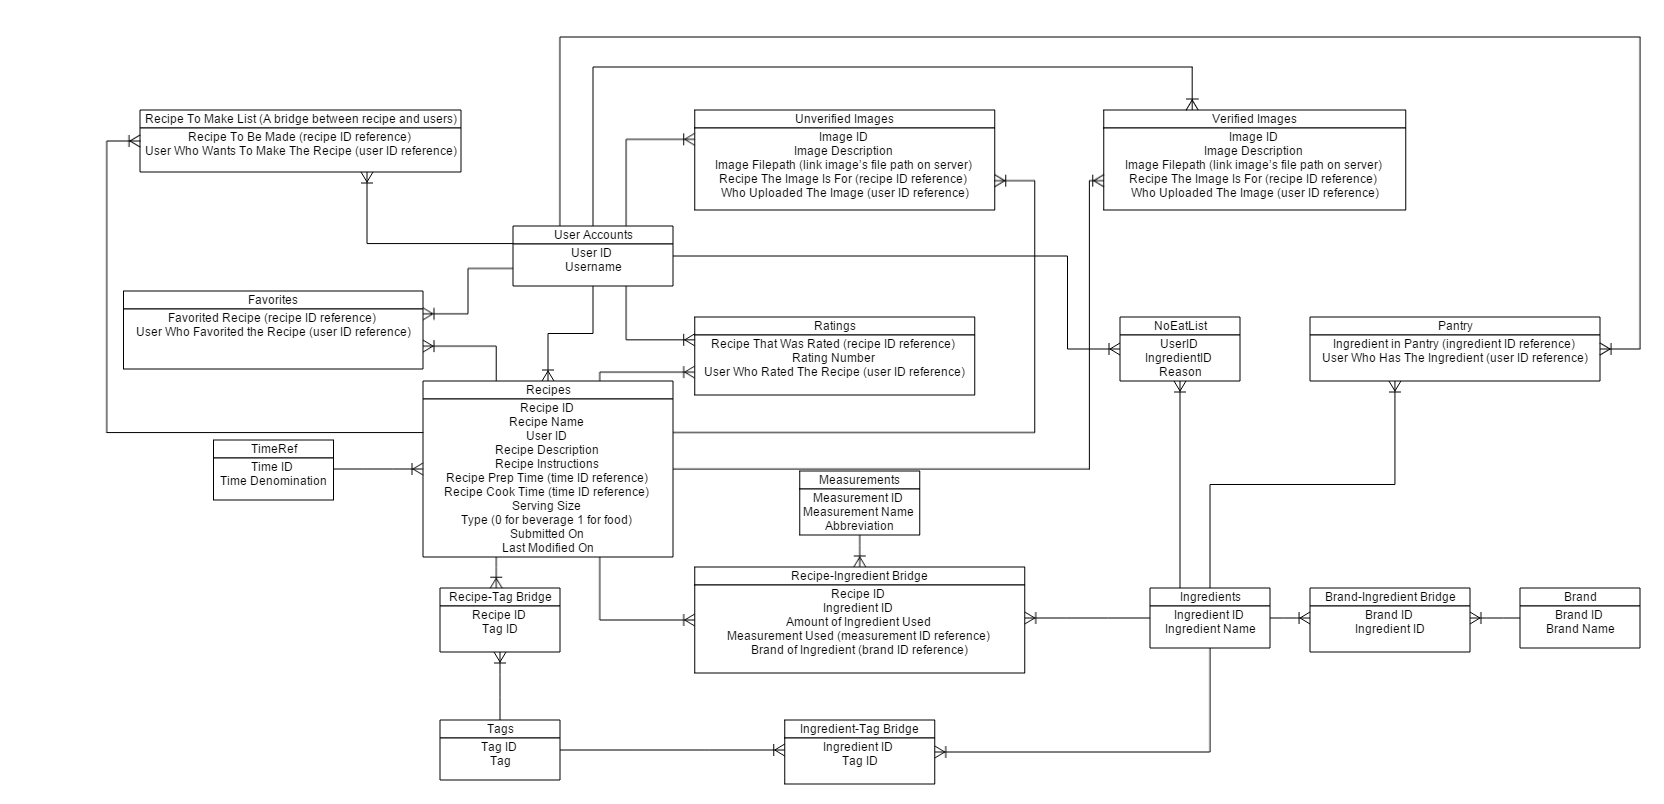 Recipe To Make List (A bridge between recipe and users)
Recipe To Be Made (recipe ID reference)
User Who Wants To Make The Recipe (user ID reference)
Unverified Images
Image ID
Image Description
Image Filepath (link image's file path on server)
Recipe The Image Is For (recipe ID reference)
Who Uploaded The Image (user ID reference)
Verified Images
Image ID
Image Description
Image Filepath (link image's file path on server)
Recipe The Image Is For (recipe ID reference)
Who Uploaded The Image (user ID reference)
User Accounts
User ID
Username
Favorites
Favorited Recipe (recipe ID reference)
User Who Favorited the Recipe (user ID reference)
Ratings
Recipe That Was Rated (recipe ID reference)
Rating Number
User Who Rated The Recipe (user ID reference)
NoEatList
UserID
IngredientID
Reason
Pantry
Ingredient in Pantry (ingredient ID reference)
User Who Has The Ingredient (user ID reference)
Recipes
Recipe ID
Recipe Name
User ID
Recipe Description
Recipe Instructions
Recipe Prep Time (time ID reference)
Recipe Cook Time (time ID reference)
Serving Size
Type (0 for beverage 1 for food)
Submitted On
Last Modified On
TimeRef
Time ID
Time Denomination
Measurements
Measurement ID
Measurement Name
Abbreviation
Recipe-Tag Bridge
Recipe ID
Tag ID
Recipe-Ingredient Bridge
Recipe ID
Ingredient ID
Amount of Ingredient Used
Measurement Used (measurement ID reference)
Brand of Ingredient (brand ID reference)
Ingredients
Ingredient ID
Ingredient Name
Brand-Ingredient Bridge
Brand ID
Ingredient ID
Brand
Brand ID
Brand Name
Tags
Tag ID
Tag
Ingredient-Tag Bridge
Ingredient ID
Tag ID